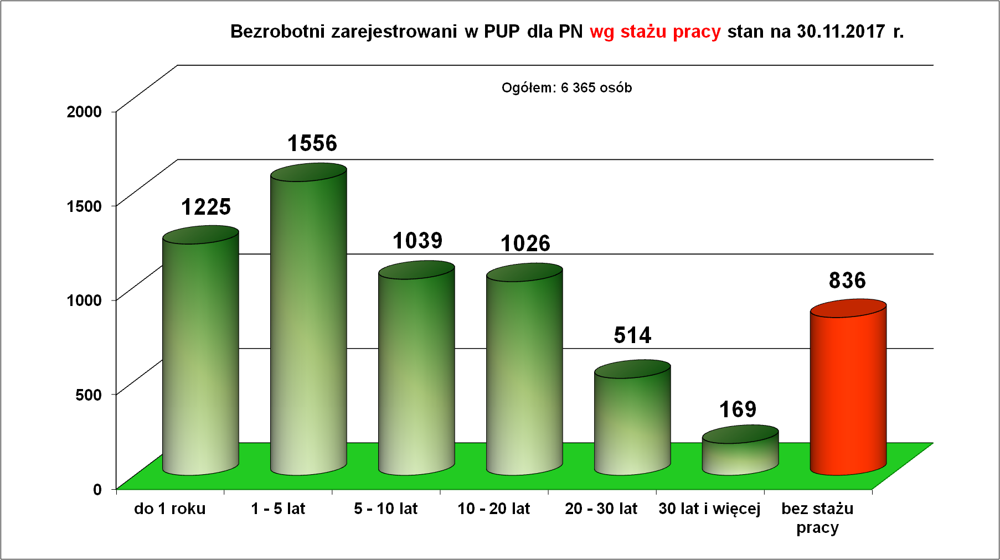 Bezrobotni zarejestrowani w PUP dla PN wg stażu pracy stan na 30.11.2017 r.
Ogółem: 6 365 osób
2000
1500
1000
500
0
1225
1556
1039
1026
514
169
836
do 1 roku
1 - 5 lat
5 - 10 lat
10 - 20 lat
20 - 30 lat
30 lat i więcej
bez stażu
pracy